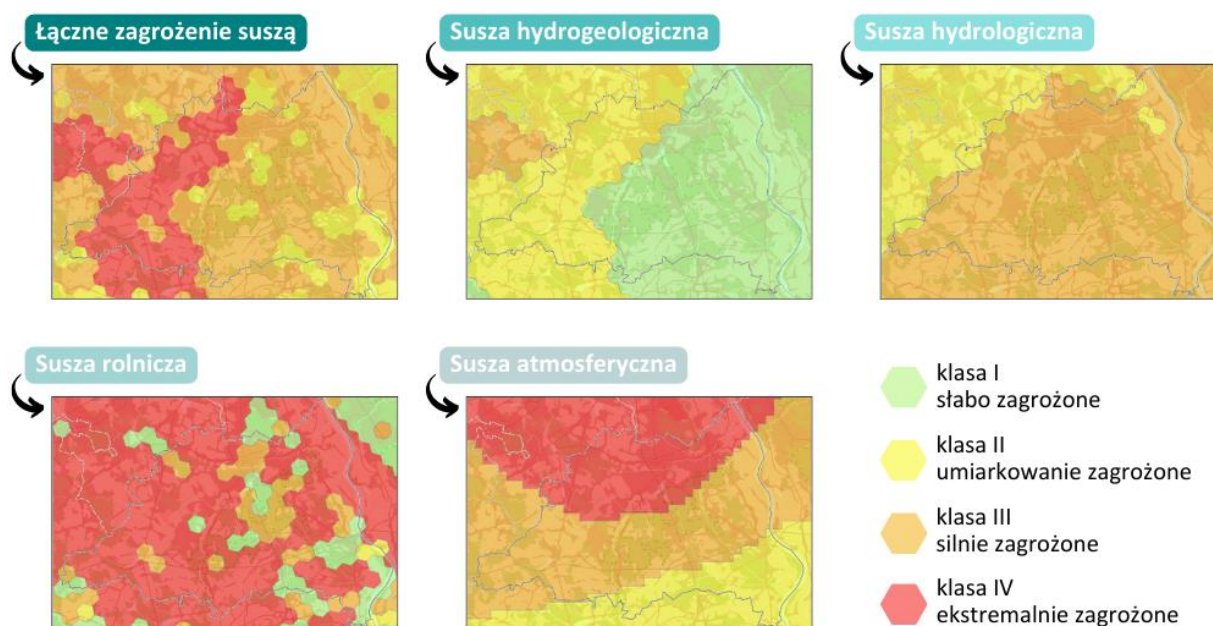 Łączne zagrożenie suszą
Susza hydrogeologiczna
Susza hydrologiczna
Susza rolnicza
Susza atmosferyczna
klasa I
słabo zagrożone
klasa II
umiarkowanie zagrożone
klasa III
silnie zagrożone
klasa IV
ekstremalnie zagrożone